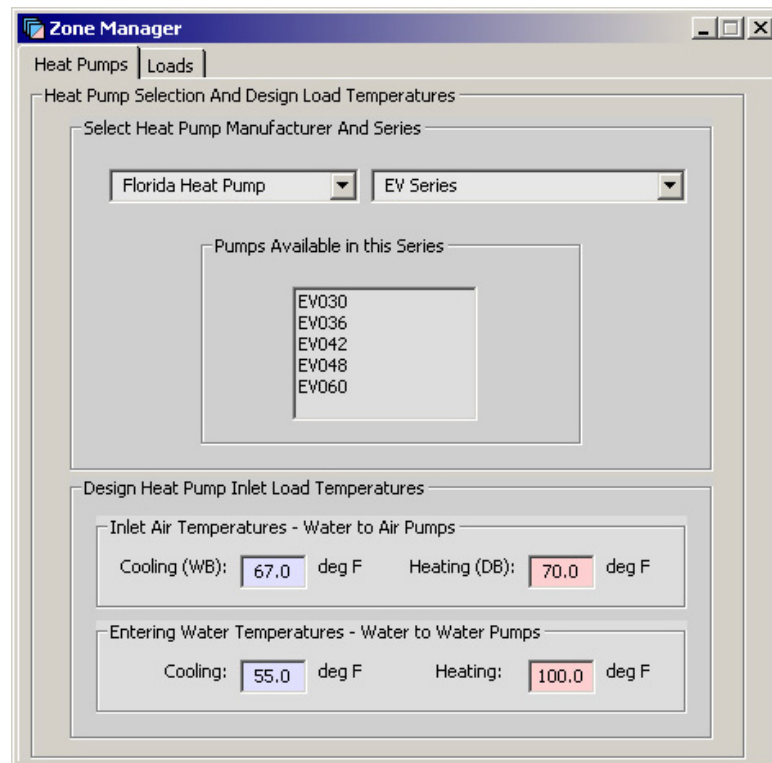 Zone Manager
Heat Pumps Loads
Heat Pump Selection And Design Load Temperatures
Select Heat Pump Manufacturer And Series
Florida Heat Pump EV Series
Pumps Available in this Series
EV030
EV036
EV042
EV048
EV060
Design Heat Pump Inlet Load Temperatures
Inlet Air Temperatures - Water to Air Pumps
Cooling (WB): 67.0 deg F Heating (DB): 70.0 deg F
Entering Water Temperatures - Water to Water Pumps
Cooling: 55.0 deg F Heating: 100.0 deg F